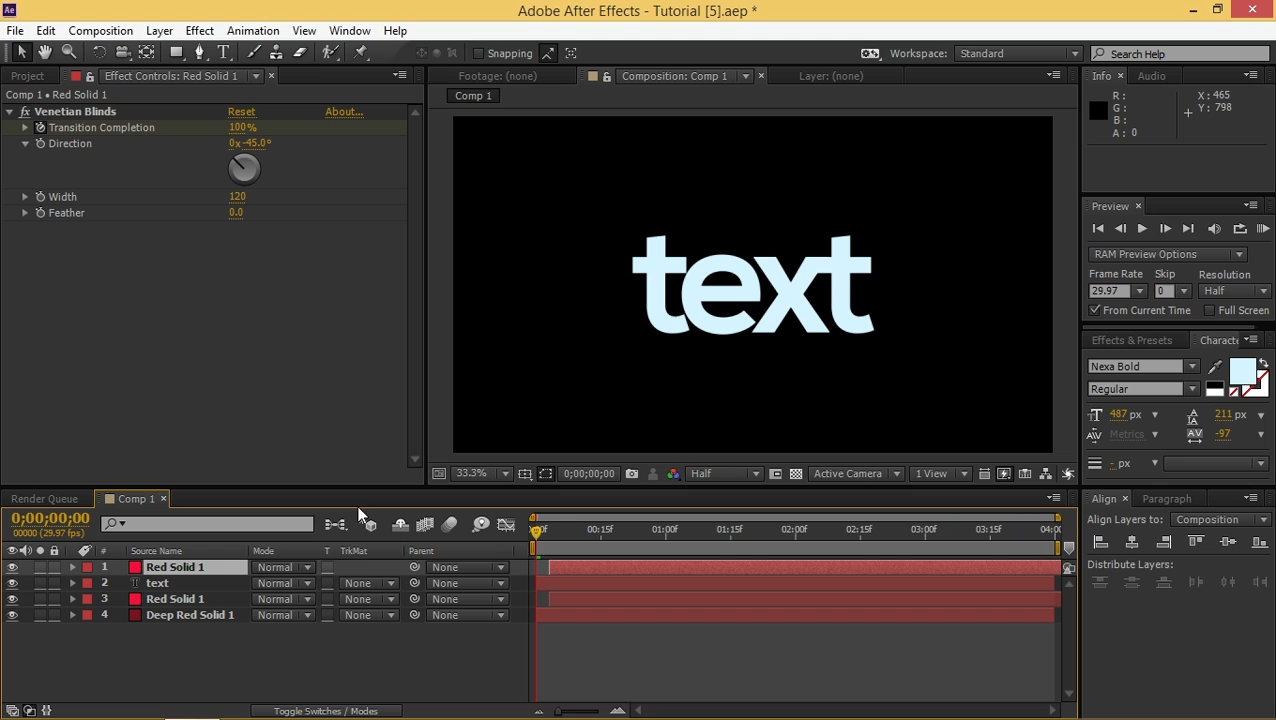 Ae Adobe After Effects - Tutorial [5].aep *
File Edit Composition Layer Effect Animation View Window Help
Snapping Workspace: Standard Search Help
Project Effect Controls: Red Solid 1 Footage: (none) Composition: Comp 1 Layer: (none) Info Audio
Comp 1 • Red Solid 1 Comp 1
fx Venetian Blinds Reset About...
Transition Completion 100%
Direction 0x-45.0°
Width 120
Feather 0.0
R: X: 465
G: Y: 798
B:
A: 0
text
Preview
RAM Preview Options
Frame Rate Skip Resolution
29.97 0 Half
From Current Time Full Screen
Effects & Presets Characte
Nexa Bold
Regular
487 px 211 px
Metrics AV -97
- px
33.3% 0;00;00;00 Half Active Camera 1 View
Render Queue Comp 1 Align Paragraph
0;00;00;00
00000 (29.97 fps)
:00f 00:15f 01:00f 01:15f 02:00f 02:15f 03:00f 03:15f 04:00
Align Layers to: Composition
# Source Name Mode T TrkMat Parent
Distribute Layers:
1 Red Solid 1 Normal None
2 T text Normal None None
3 Red Solid 1 Normal None None
4 Deep Red Solid 1 Normal None None
Toggle Switches / Modes